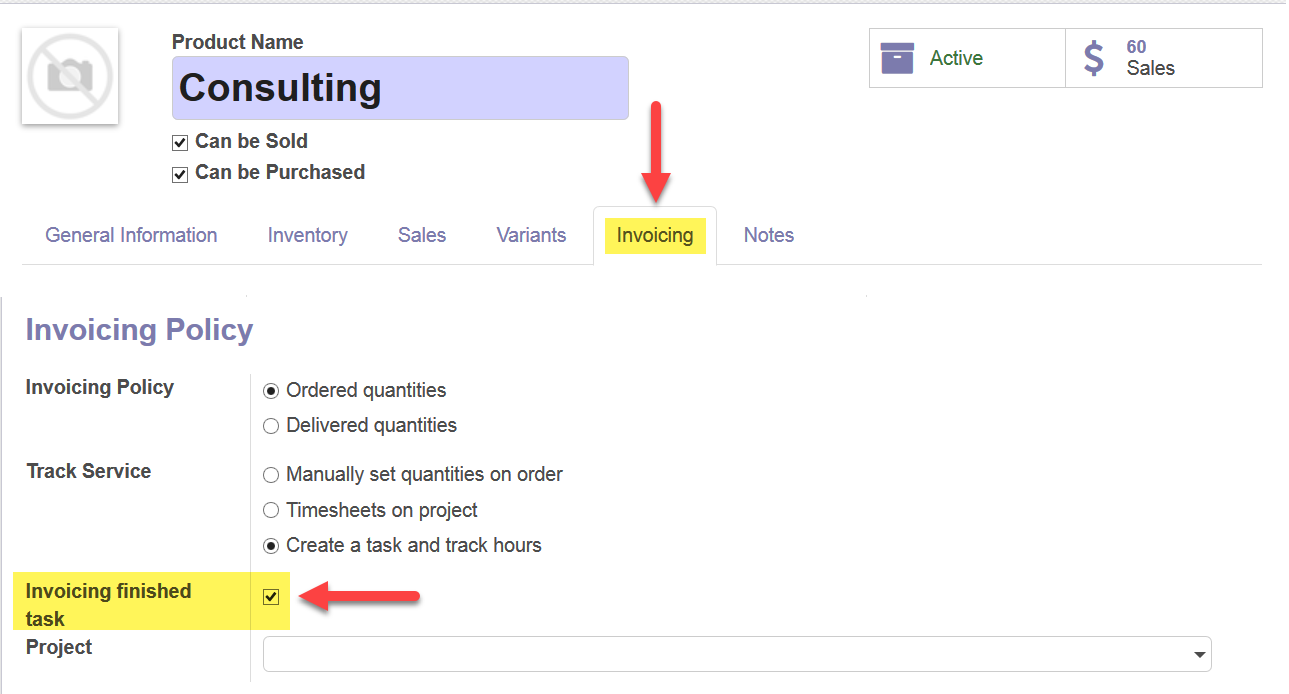 Product Name
Consulting
Can be Sold
Can be Purchased
Active
60
Sales
General Information Inventory Sales Variants Invoicing Notes
Invoicing Policy
Invoicing Policy
Ordered quantities
Delivered quantities
Track Service
Manually set quantities on order
Timesheets on project
Create a task and track hours
Invoicing finished
task
Project